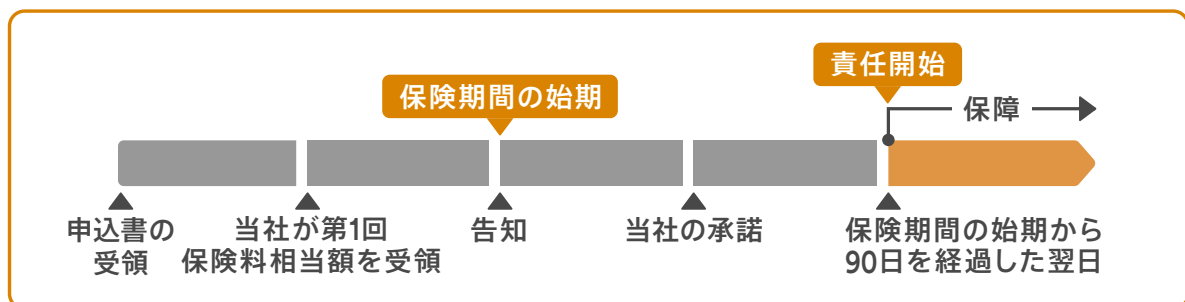 責任開始
保険期間の始期
保障
申込書の
受領
当社が第1回
保険料相当額を受領
告知
当社の承諾
保険期間の始期から
90日を経過した翌日